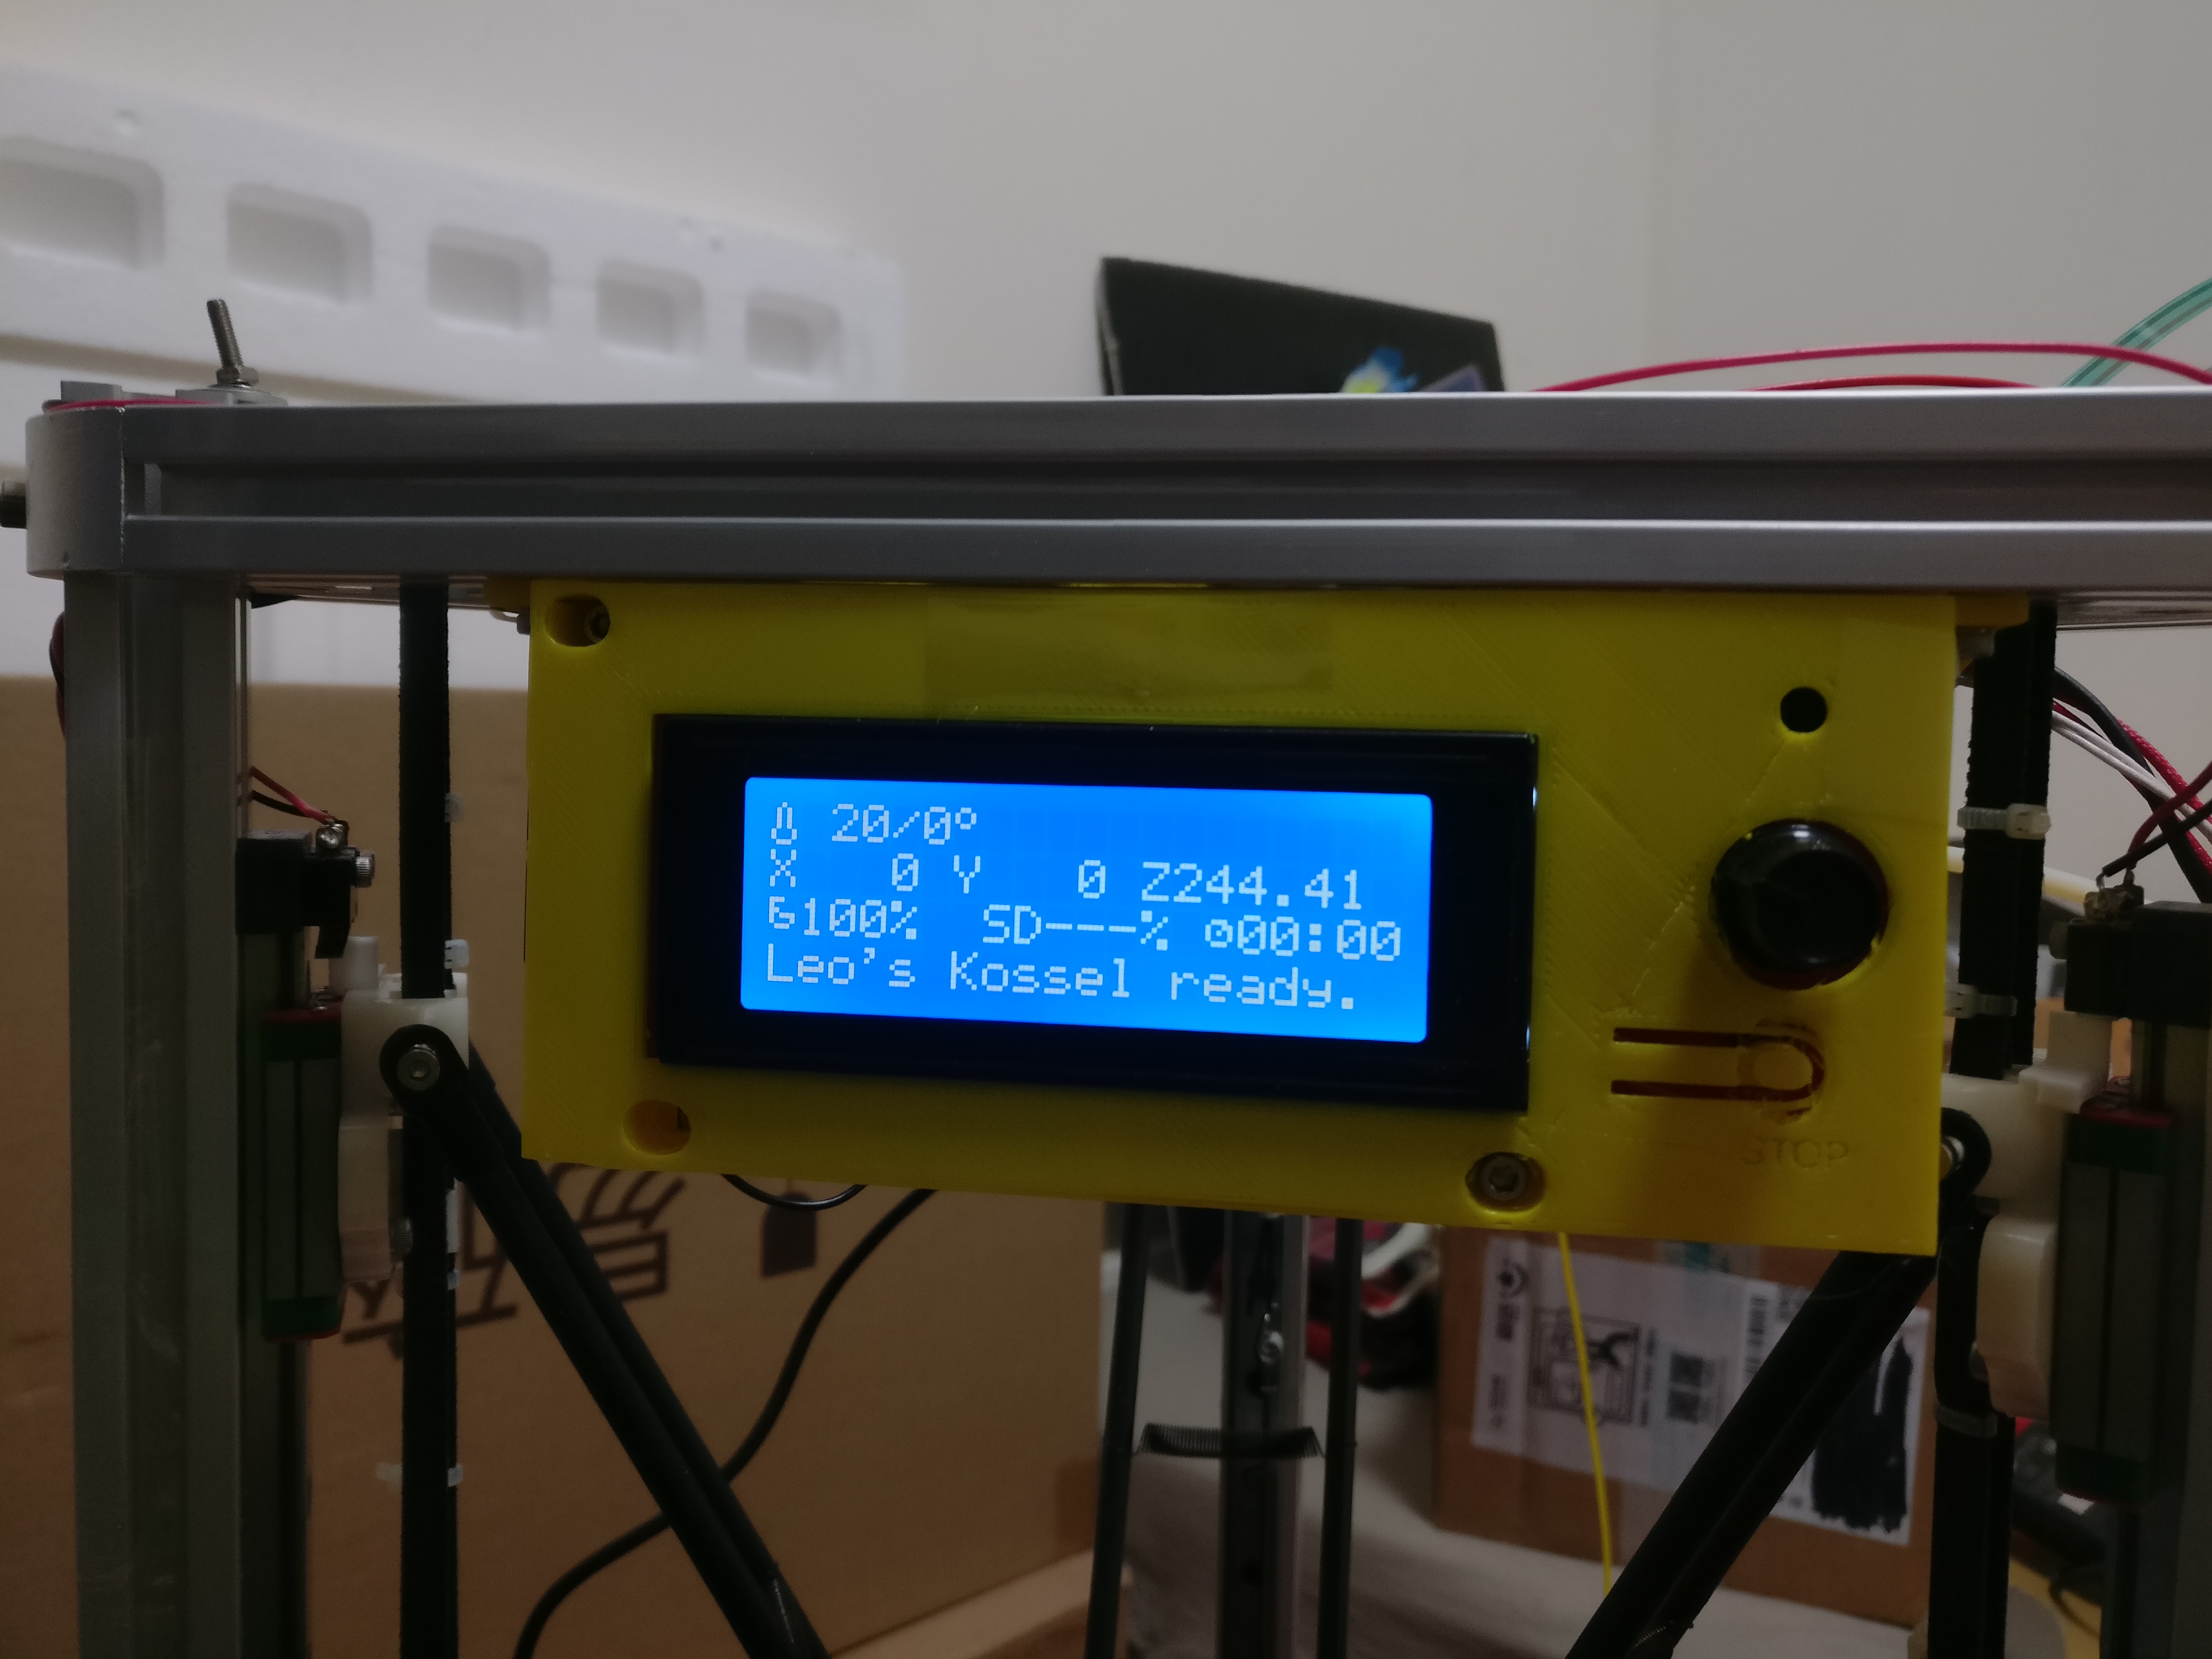 20/0°
X 0 Y 0 Z244.41
100% SD---% 00:00
Leo's Kossel ready.
STOP